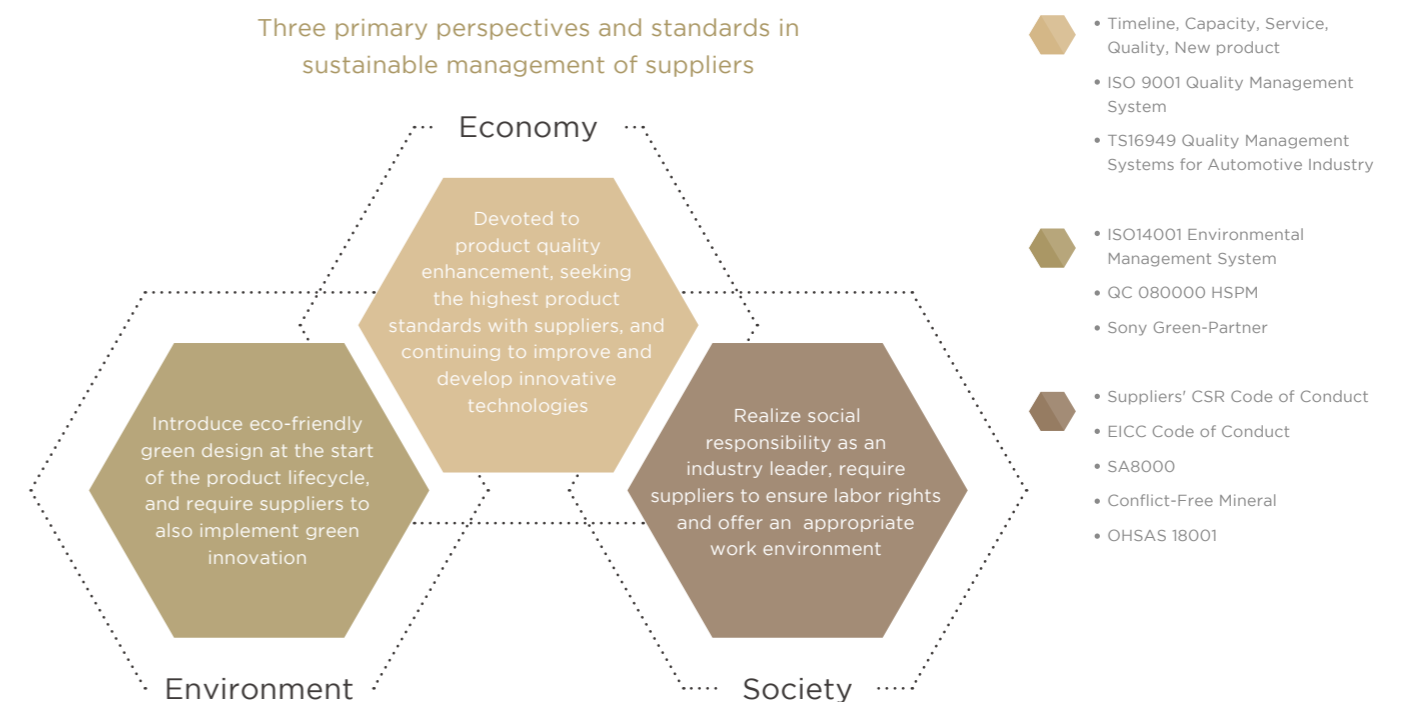 Three primary perspectives and standards in
sustainable management of suppliers
Economy
Devoted to
product quality
enhancement, seeking
the highest product
standards with suppliers, and
continuing to improve and
develop innovative
technologies
Introduce eco-friendly
green design at the start
of the product lifecycle,
and require suppliers to
also implement green
innovation
Environment
Realize social
responsibility as an
industry leader, require
suppliers to ensure labor rights
and offer an appropriate
work environment
Society
• Timeline, Capacity, Service,
Quality, New product
• ISO 9001 Quality Management
System
• TS16949 Quality Management
Systems for Automotive Industry
• ISO14001 Environmental
Management System
• QC 080000 HSPM
• Sony Green-Partner
• Suppliers' CSR Code of Conduct
• EICC Code of Conduct
• SA8000
• Conflict-Free Mineral
• OHSAS 18001